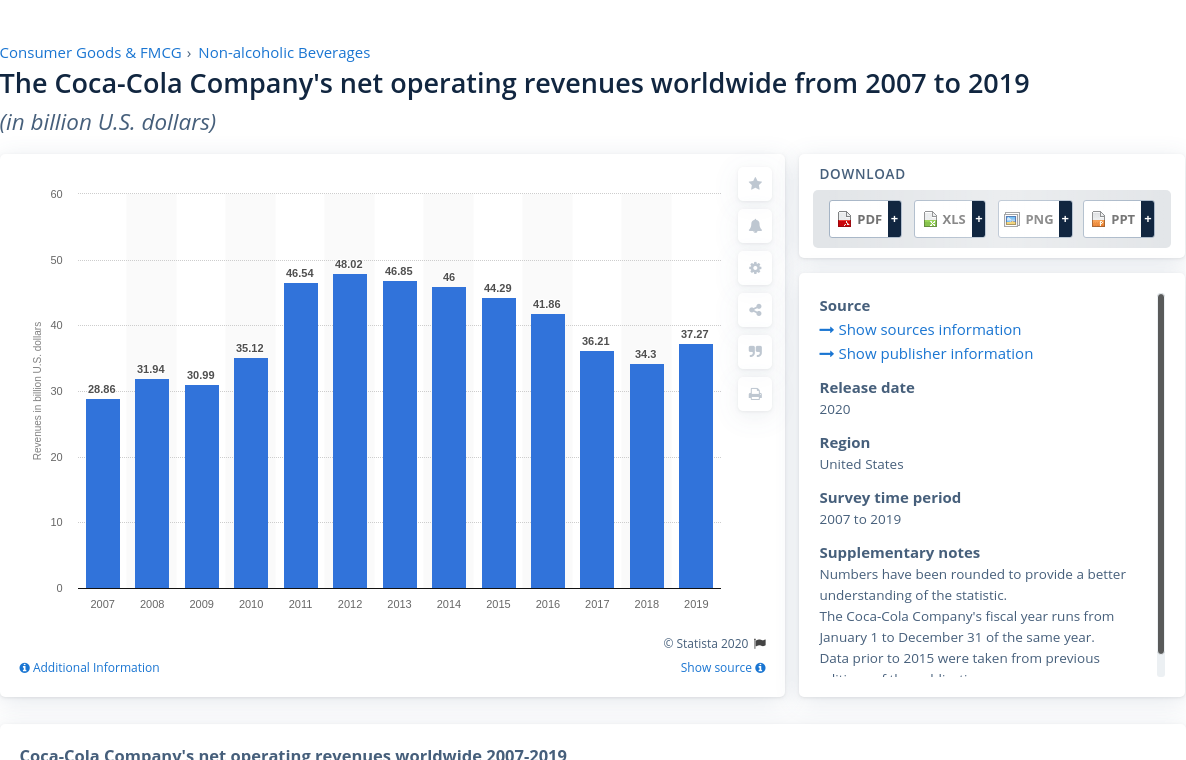 Consumer Goods & FMCG › Non-alcoholic Beverages
The Coca-Cola Company's net operating revenues worldwide from 2007 to 2019
(in billion U.S. dollars)
60
50
40
30
20
10
0
Revenues in billion U.S. dollars
28.86
31.94
30.99
35.12
46.54
48.02
46.85
46
44.29
41.86
36.21
34.3
37.27
2007 2008 2009 2010 2011 2012 2013 2014 2015 2016 2017 2018 2019
© Statista 2020
Additional Information
Show source
DOWNLOAD
PDF + XLS + PNG + PPT +
Source
Show sources information
Show publisher information
Release date
2020
Region
United States
Survey time period
2007 to 2019
Supplementary notes
Numbers have been rounded to provide a better
understanding of the statistic.
The Coca-Cola Company's fiscal year runs from
January 1 to December 31 of the same year.
Data prior to 2015 were taken from previous
Coca-Cola Company's net operating revenues worldwide 2007-2019